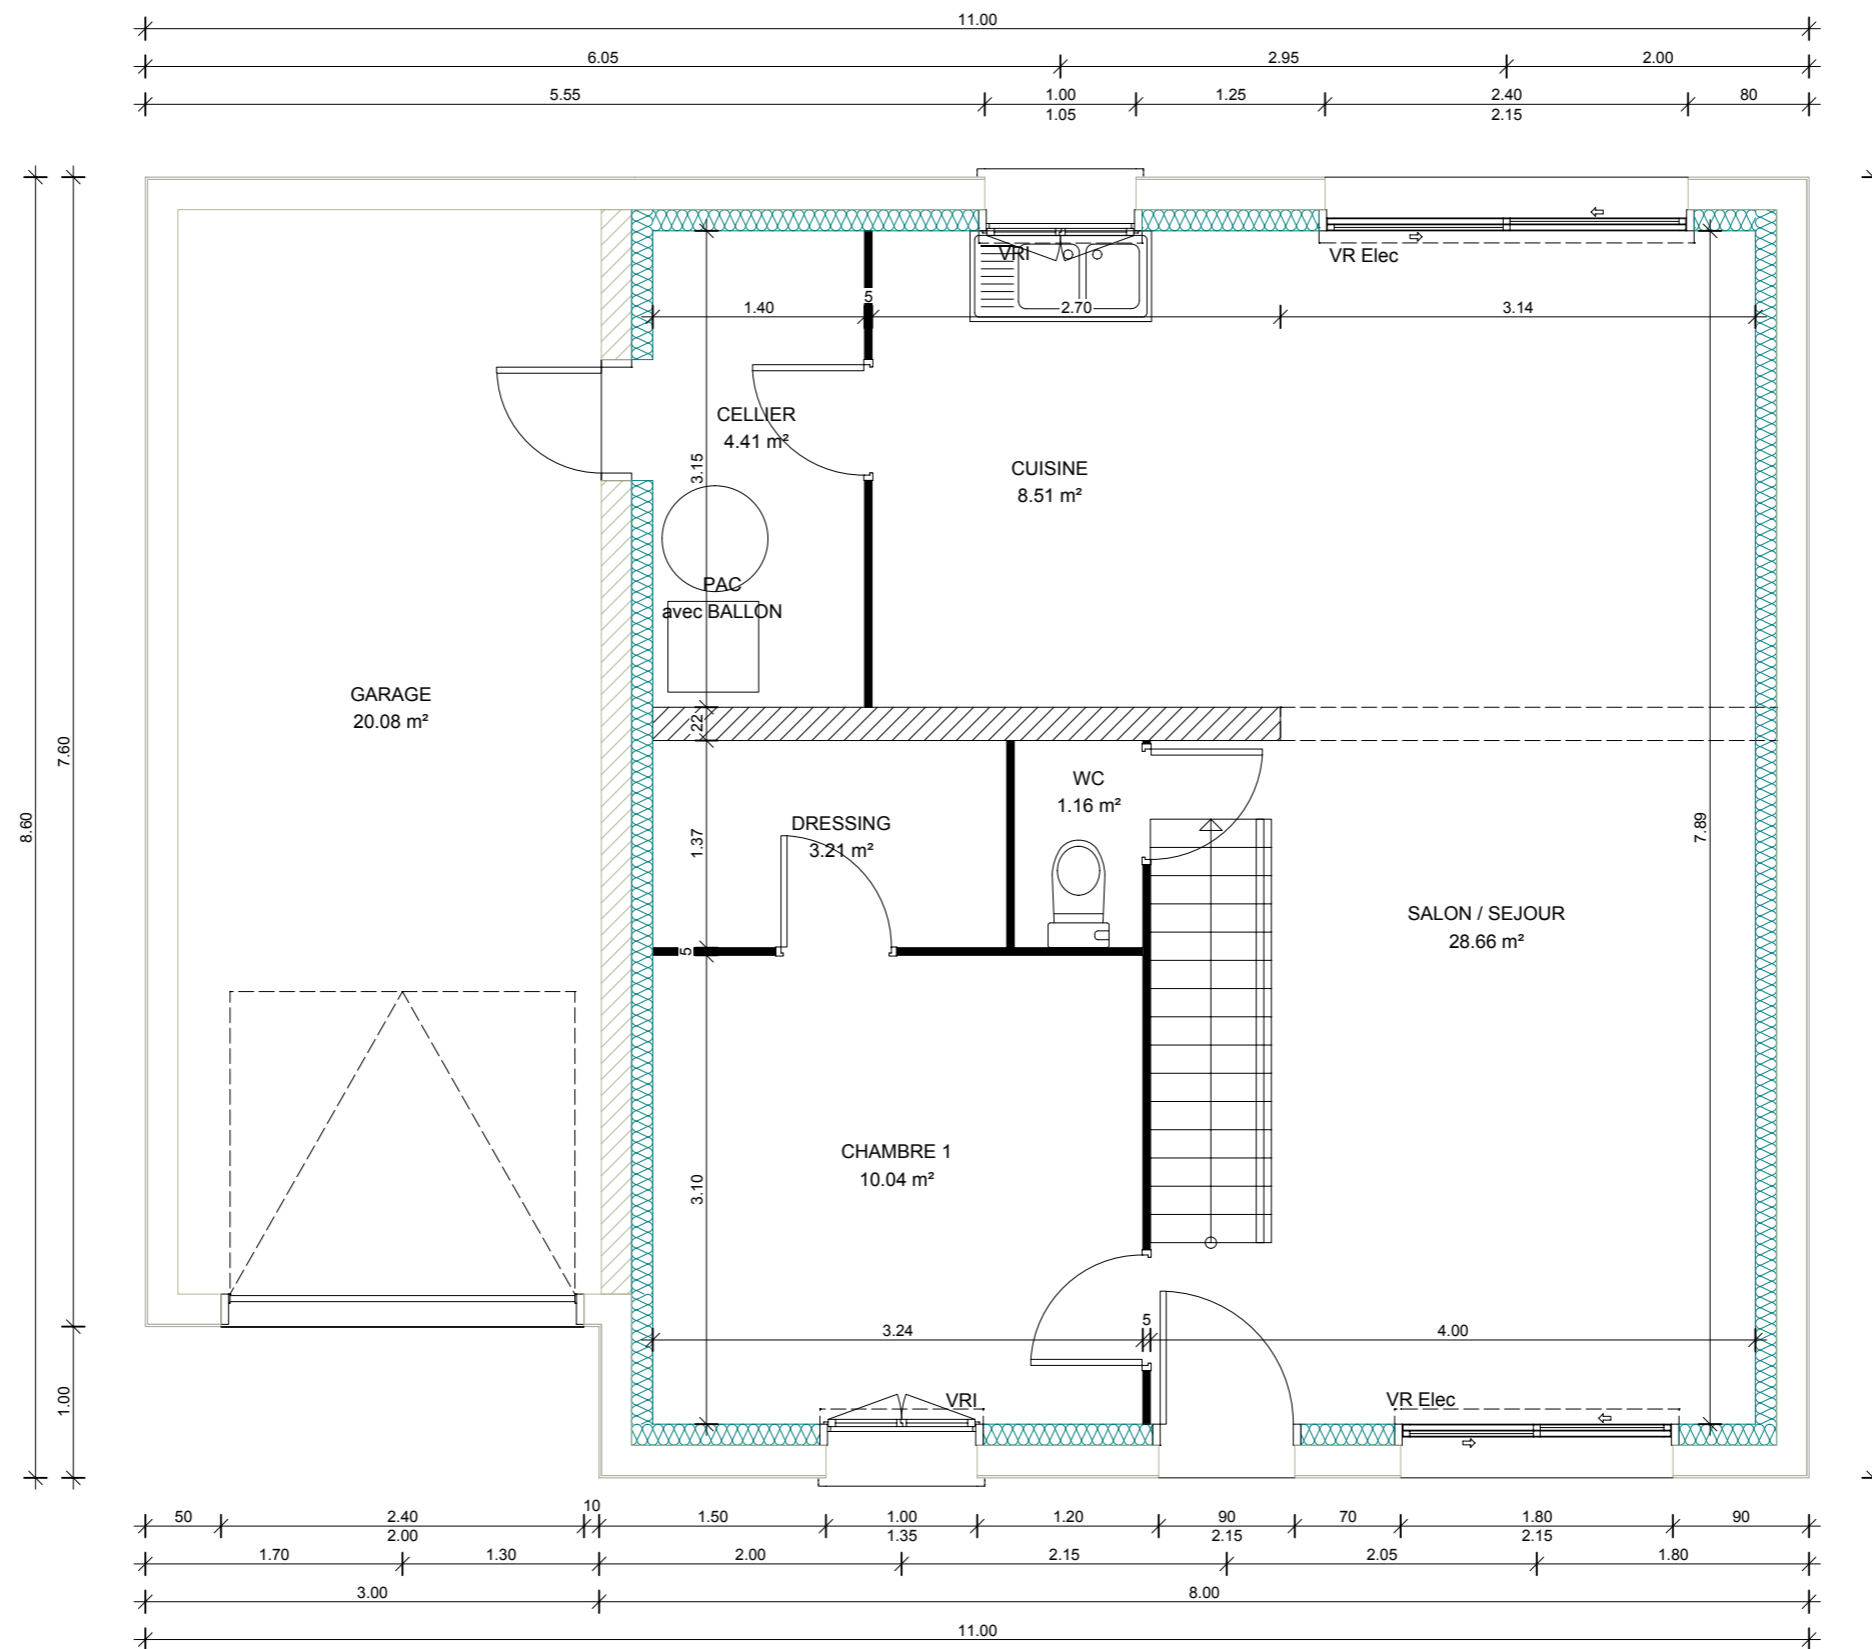 11.00
6.05 2.95 2.00
5.55 1.00 1.25 2.40 80
1.05 2.15
VRI
VR Elec
5
1.40 2.70 3.14
CELLIER
4.41 m²
3.15
CUISINE
8.51 m²
PAC
avec BALLON
GARAGE
20.08 m²
22
7.60
8.60
WC
1.16 m²
DRESSING
3.21 m²
1.37
7.89
SALON / SEJOUR
28.66 m²
5
CHAMBRE 1
10.04 m²
3.10
5
3.24 4.00
1.00
VRI
VR Elec
10
50 2.40 1.50 1.00 1.20 90 70 1.80 90
2.00 1.35 2.15 2.15
1.70 1.30 2.00 2.15 2.05 1.80
3.00 8.00
11.00